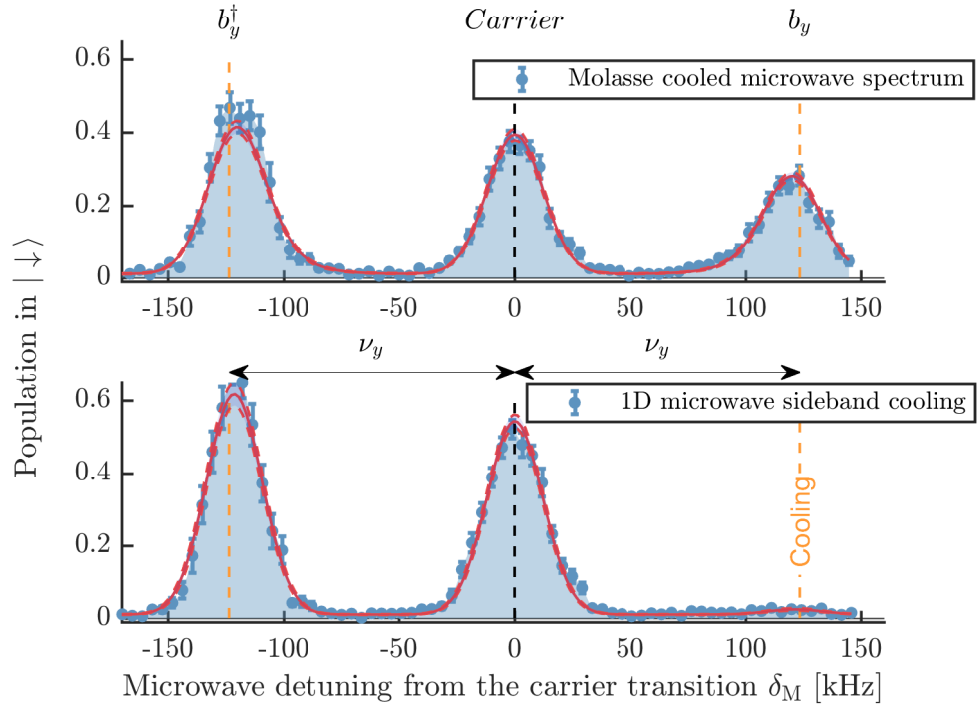 b_y^† Carrier b_y
0.6
Molasse cooled microwave spectrum
0.4
0.2
0
-150 -100 -50 0 50 100 150
ν_y ν_y
0.6
1D microwave sideband cooling
0.4
Cooling
0.2
0
-150 -100 -50 0 50 100 150
Microwave detuning from the carrier transition δ_M [kHz]
Population in | ↓⟩